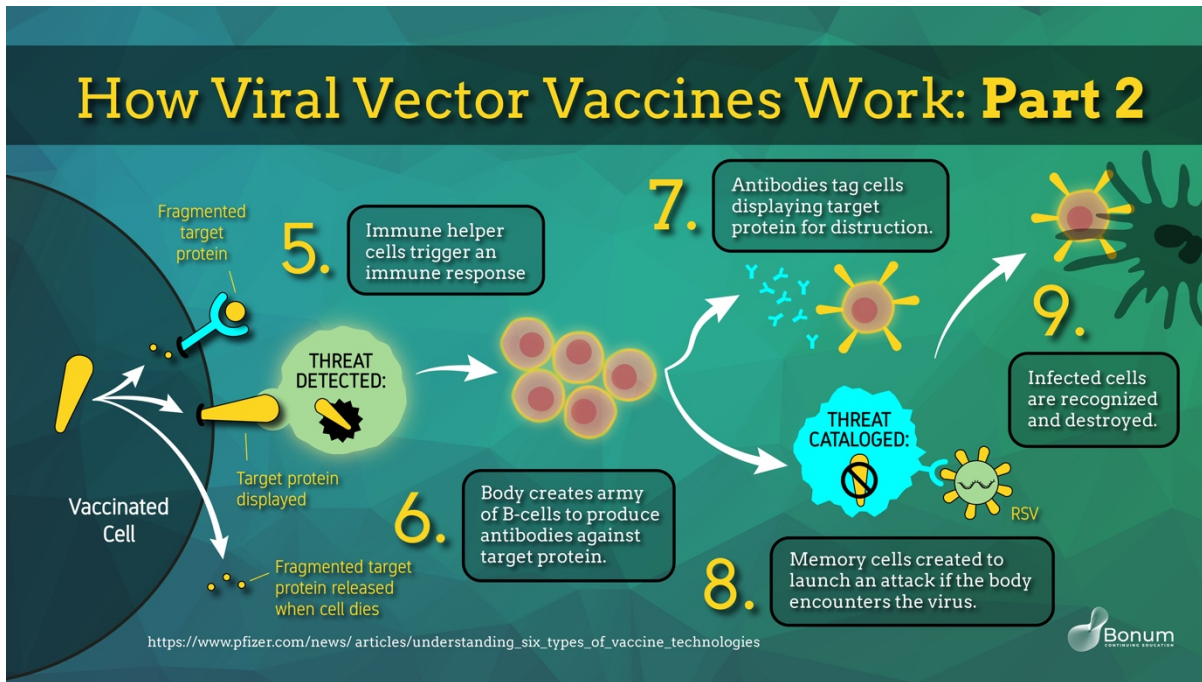 How Viral Vector Vaccines Work: Part 2
Fragmented
target
protein
5.
Immune helper
cells trigger an
immune response
THREAT
DETECTED:
Target protein
displayed
Vaccinated
Cell
Fragmented target
protein released
when cell dies
6.
Body creates army
of B-cells to produce
antibodies against
target protein.
7.
Antibodies tag cells
displaying target
protein for distruction.
THREAT
CATALOGED:
RSV
8.
Memory cells created to
launch an attack if the body
encounters the virus.
9.
Infected cells
are recognized
and destroyed.
https://www.pfizer.com/news/ articles/understanding_six_types_of_vaccine_technologies
Bonum
CONTINUING EDUCATION